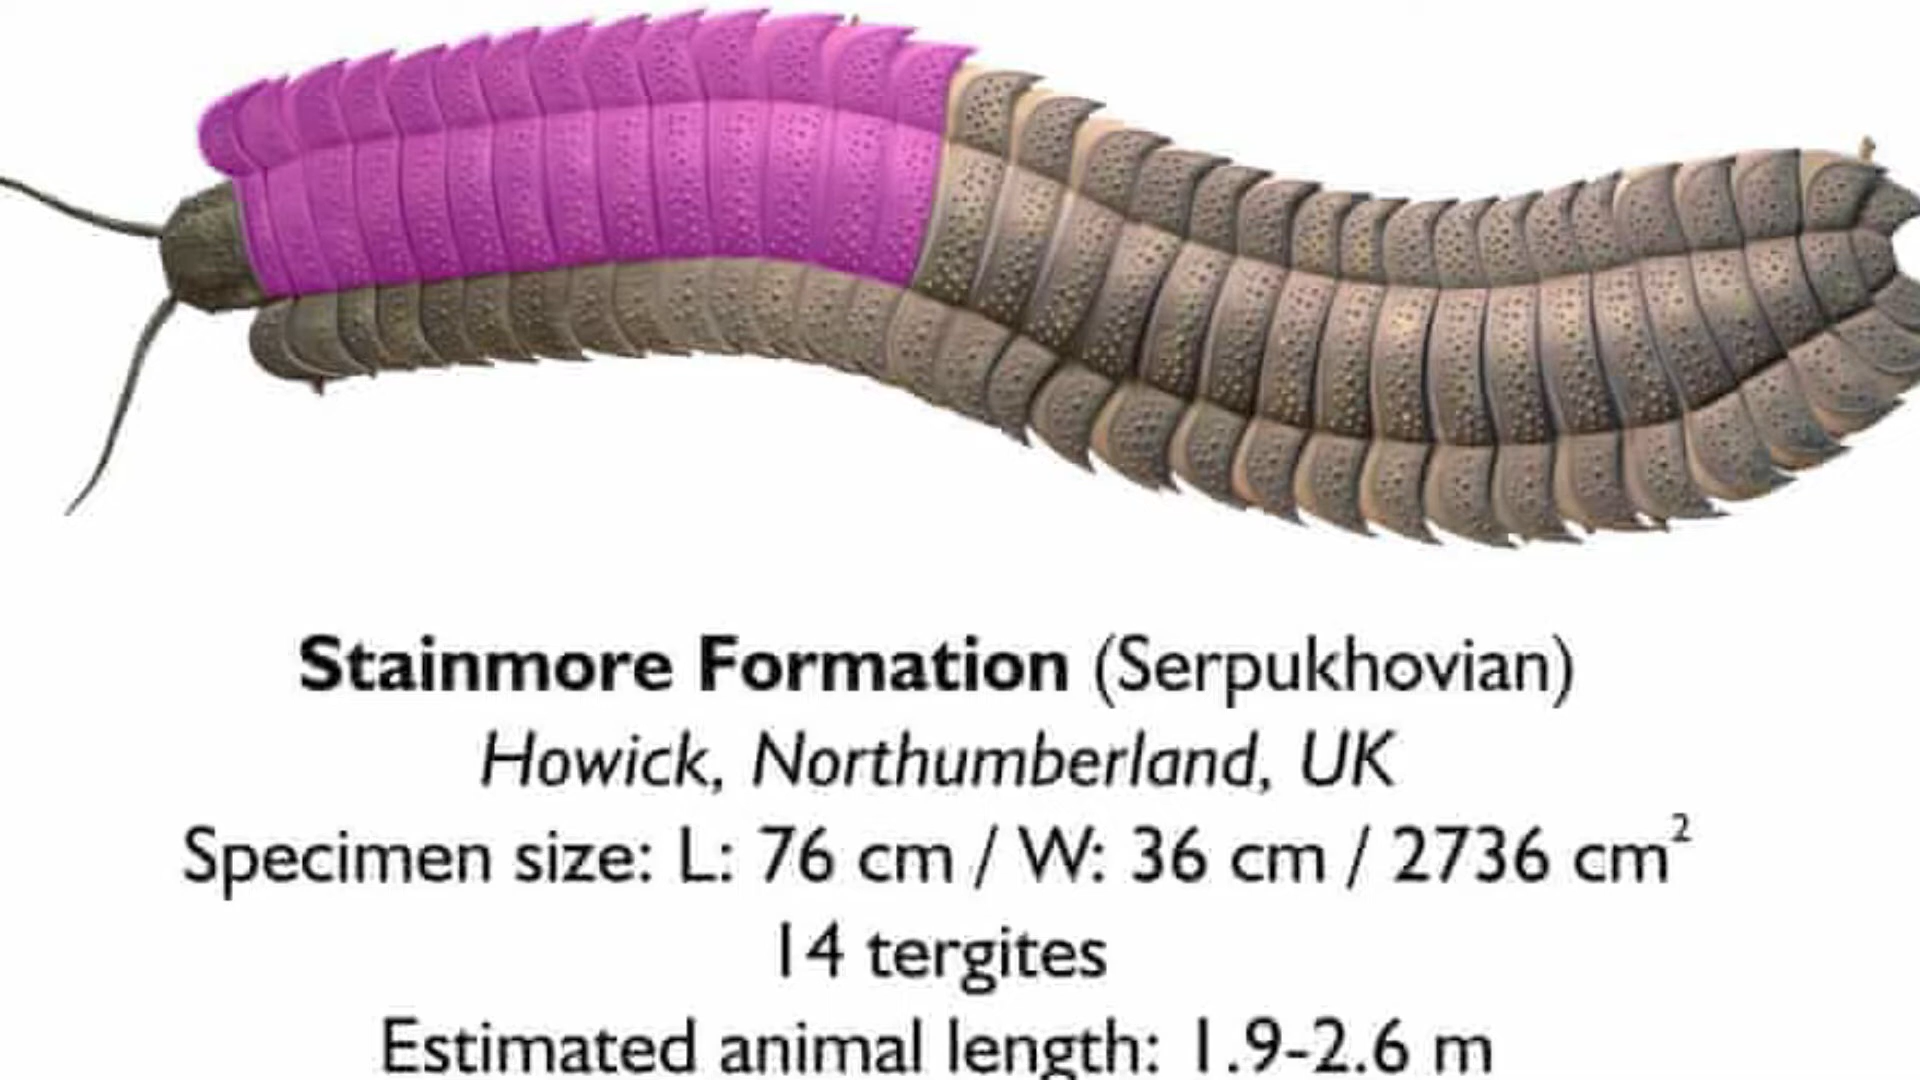 Stainmore Formation (Serpukhovian)
Howick, Northumberland, UK
Specimen size: L: 76 cm / W: 36 cm / 2736 cm²
14 tergites
Estimated animal length: 1.9-2.6 m